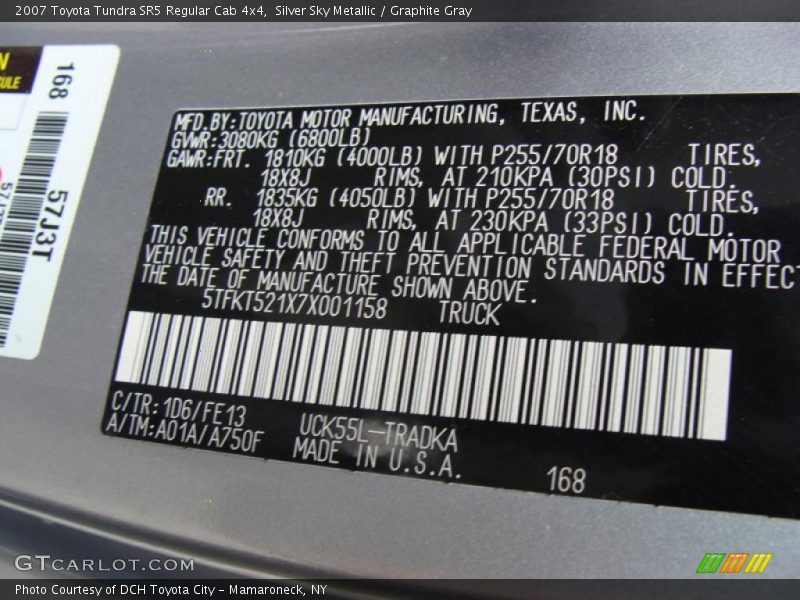 2007 Toyota Tundra SR5 Regular Cab 4x4, Silver Sky Metallic / Graphite Gray
168
57J3T
MFD. BY: TOYOTA MOTOR MANUFACTURING, TEXAS, INC.
GVWR: 3080KG (6800LB)
GAWR: FRT. 1810KG (4000LB) WITH P255/70R18 TIRES,
18X8J RIMS, AT 210KPA (30PSI) COLD.
RR. 1835KG (4050LB) WITH P255/70R18 TIRES,
18X8J RIMS, AT 230KPA (33PSI) COLD.
THIS VEHICLE CONFORMS TO ALL APPLICABLE FEDERAL MOTOR
VEHICLE SAFETY AND THEFT PREVENTION STANDARDS IN EFFECT
THE DATE OF MANUFACTURE SHOWN ABOVE.
5TFKT521X7X001158 TRUCK
C/TR: 1D6/FE13
A/TM: A01A/A750F
UCK55L-TRADKA
MADE IN U.S.A.
168
GTCARLOT.COM
Photo Courtesy of DCH Toyota City - Mamaroneck, NY